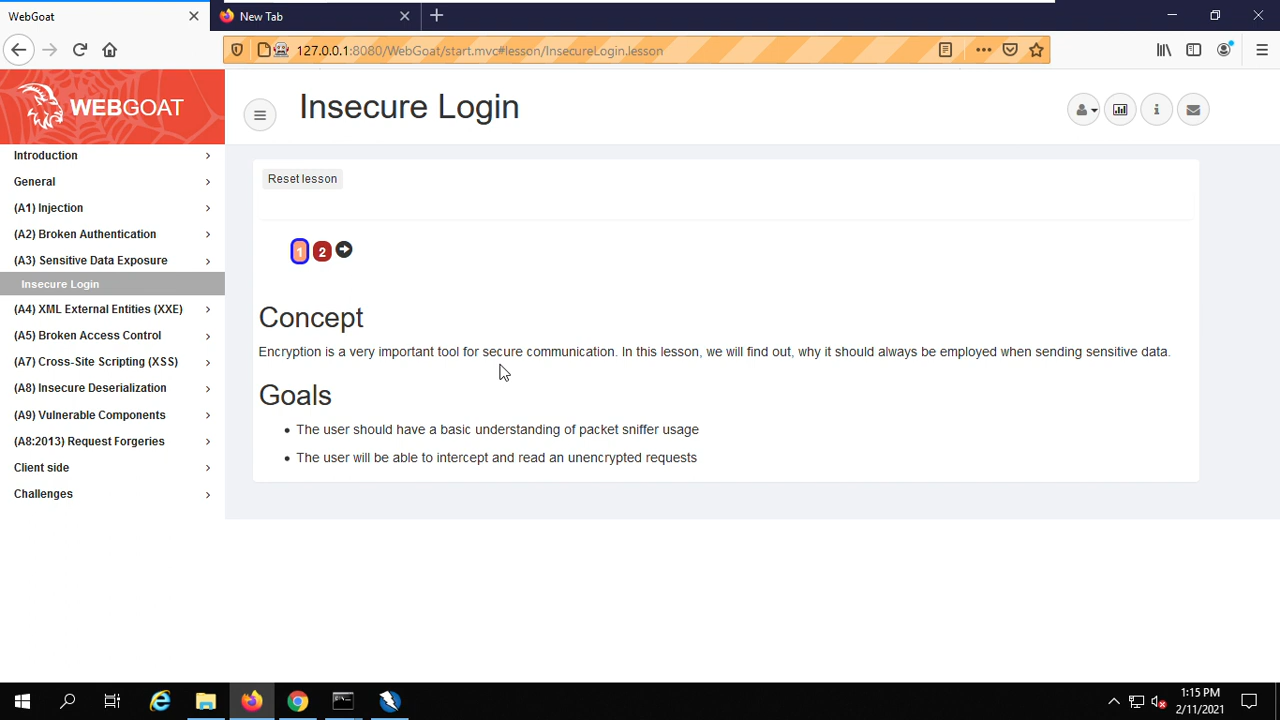 WebGoat
New Tab
127.0.0.1:8080/WebGoat/start.mvc#lesson/InsecureLogin.lesson
WEBGOAT
Insecure Login
Introduction
General
(A1) Injection
(A2) Broken Authentication
(A3) Sensitive Data Exposure
Insecure Login
(A4) XML External Entities (XXE)
(A5) Broken Access Control
(A7) Cross-Site Scripting (XSS)
(A8) Insecure Deserialization
(A9) Vulnerable Components
(A8:2013) Request Forgeries
Client side
Challenges
Reset lesson
1 2
Concept
Encryption is a very important tool for secure communication. In this lesson, we will find out, why it should always be employed when sending sensitive data.
Goals
• The user should have a basic understanding of packet sniffer usage
• The user will be able to intercept and read an unencrypted requests
1:15 PM
2/11/2021